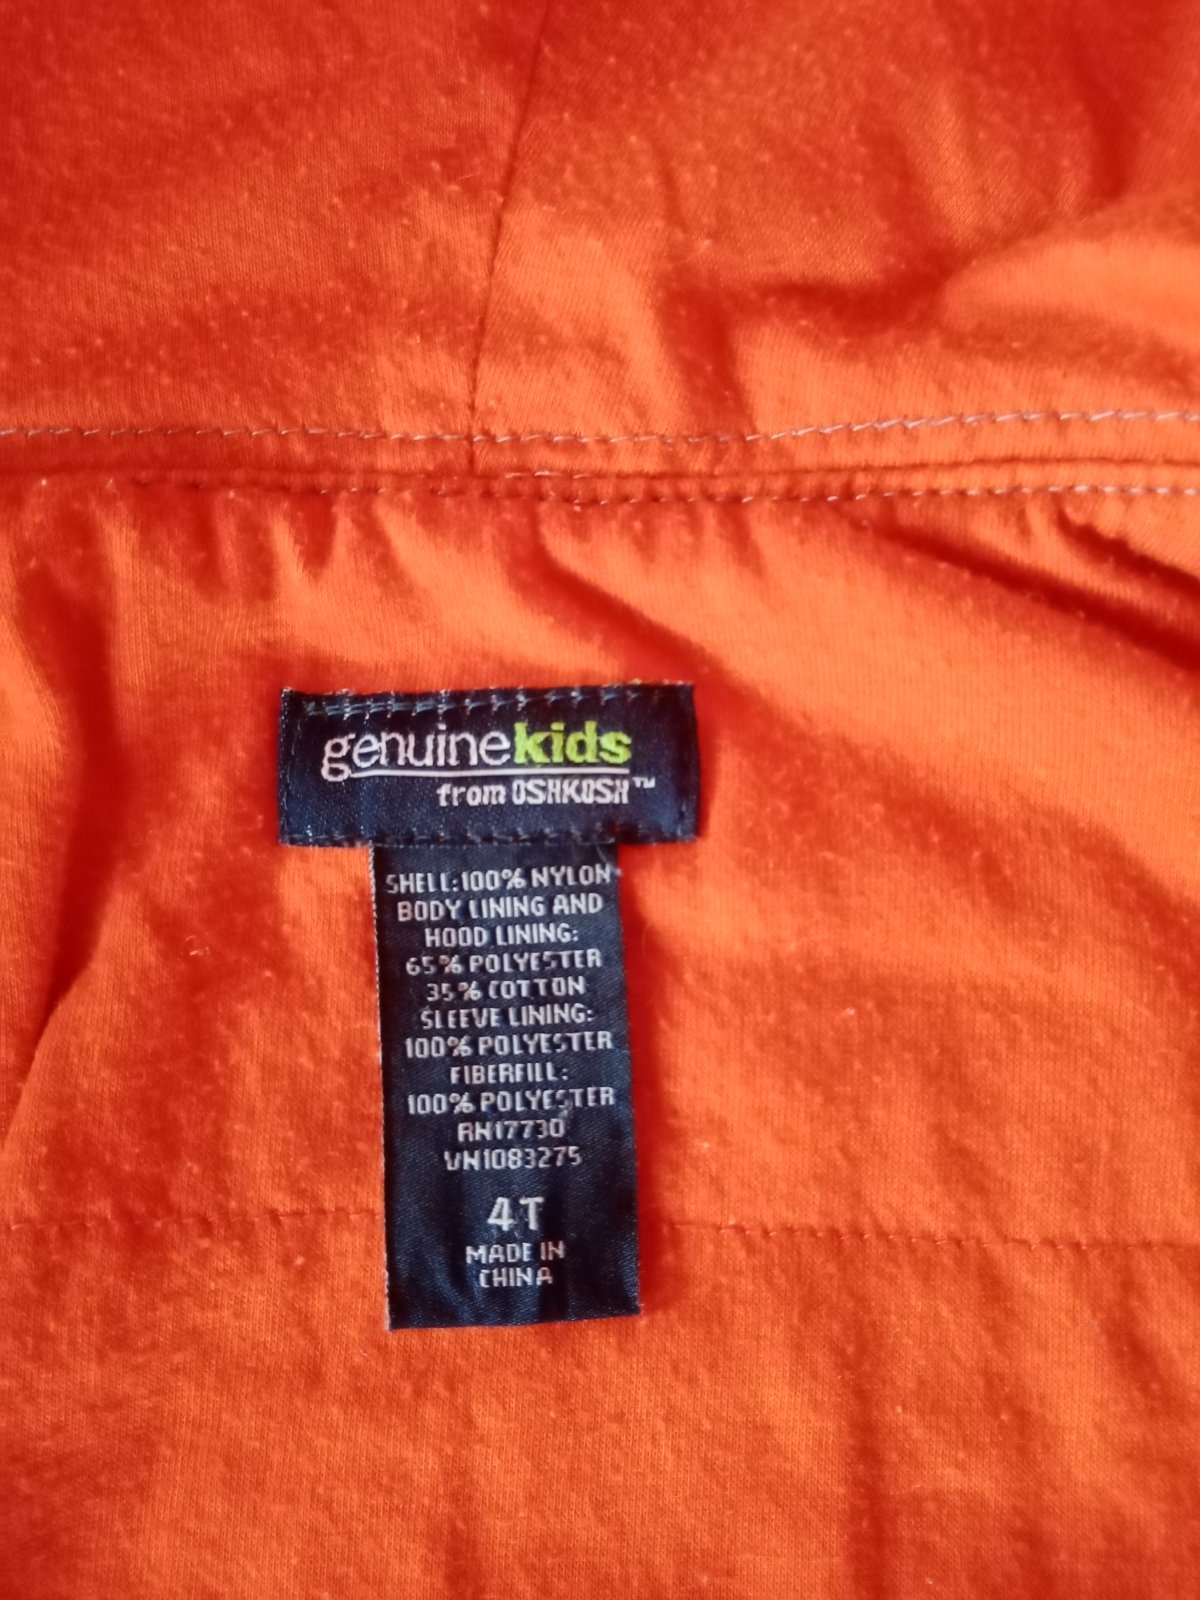 genuinekids
from OSHKOSH™
SHELL:100% NYLON
BODY LINING AND
HOOD LINING:
65% POLYESTER
35% COTTON
SLEEVE LINING:
100% POLYESTER
FIBERFILL:
100% POLYESTER
RN17730
VN1083275
4T
MADE IN
CHINA